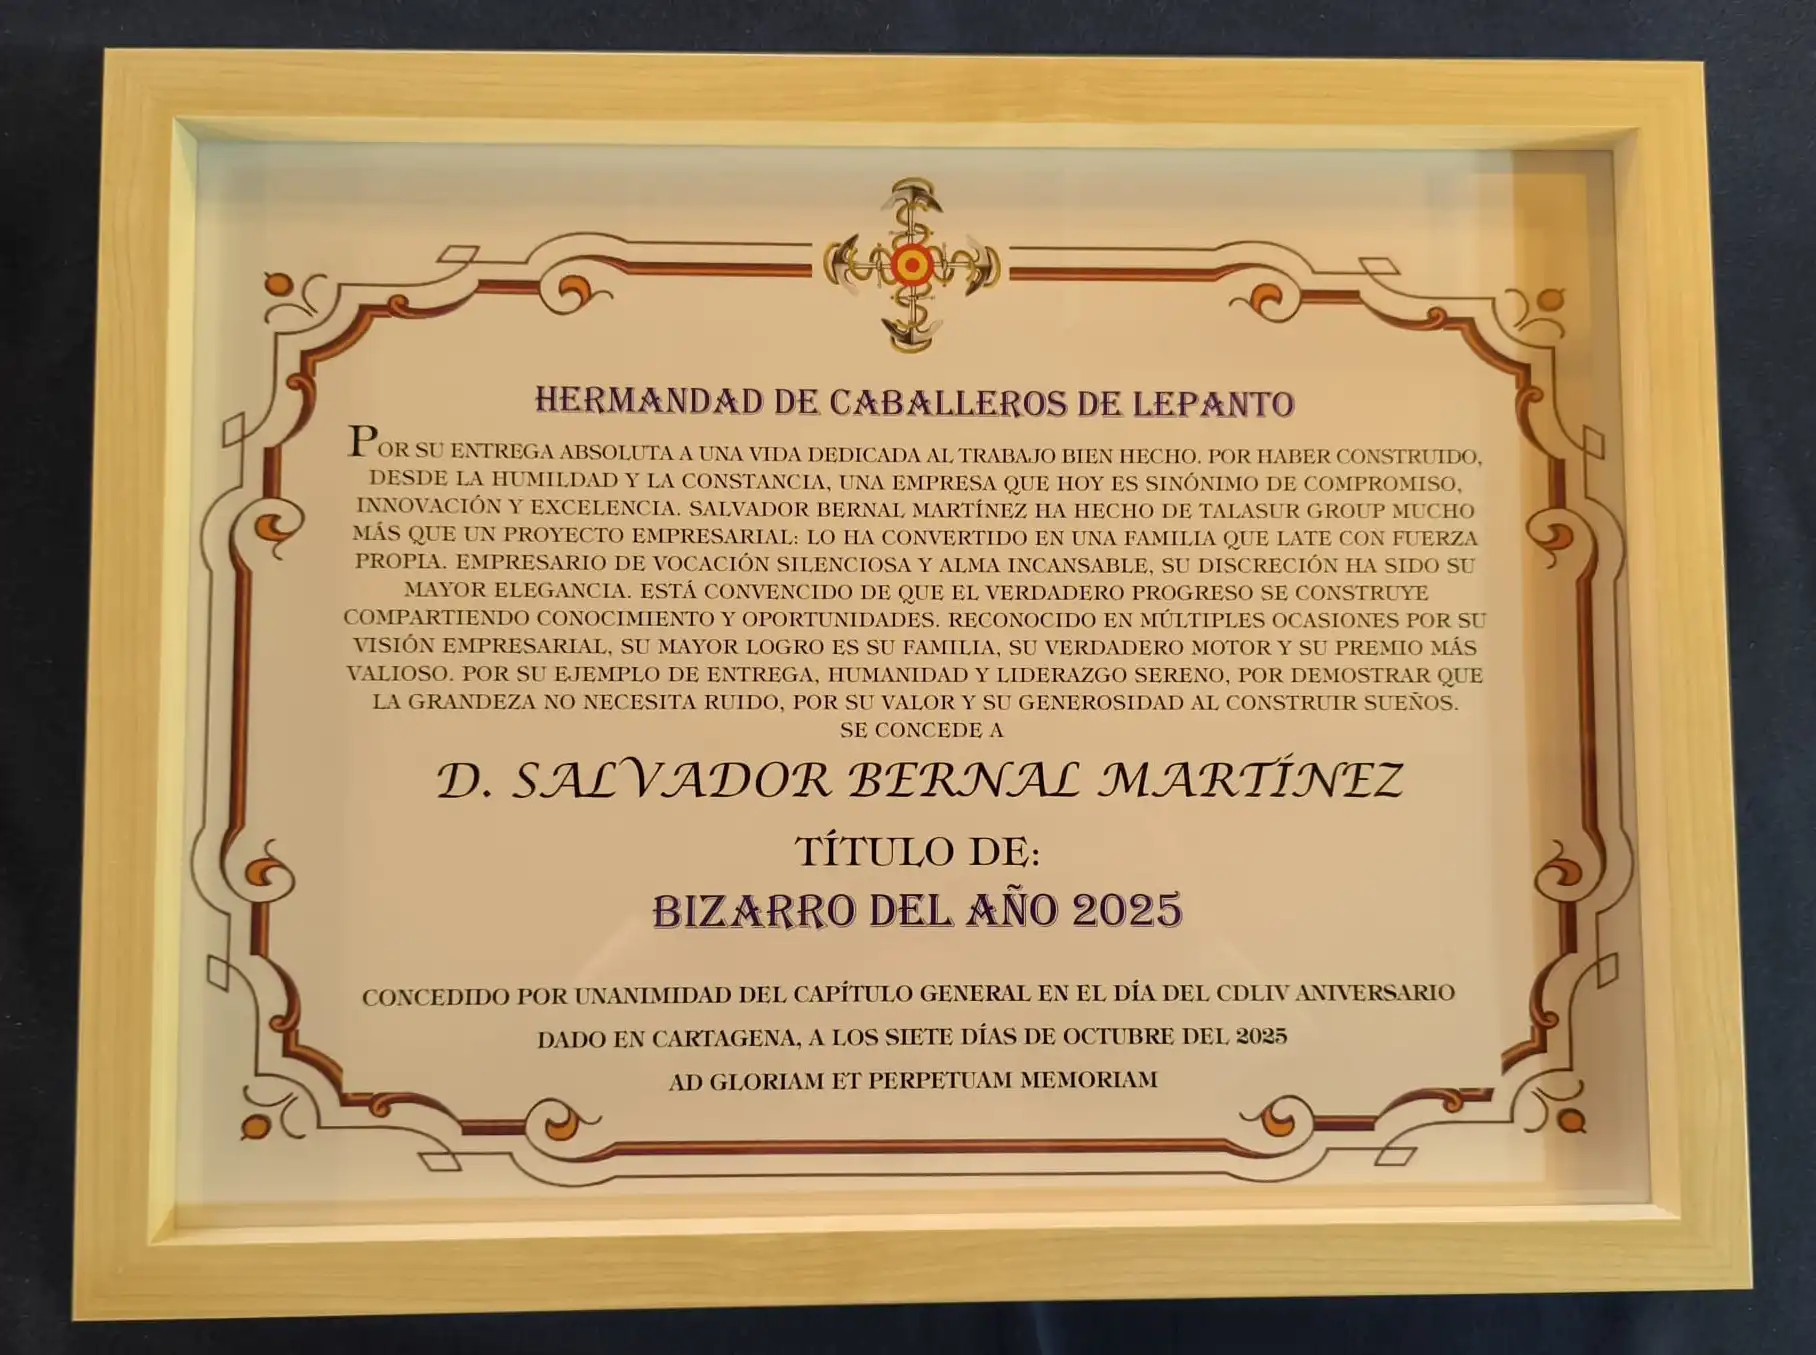 HERMANDAD DE CABALLEROS DE LEPANTO
POR SU ENTREGA ABSOLUTA A UNA VIDA DEDICADA AL TRABAJO BIEN HECHO. POR HABER CONSTRUIDO,
DESDE LA HUMILDAD Y LA CONSTANCIA, UNA EMPRESA QUE HOY ES SINÓNIMO DE COMPROMISO,
INNOVACIÓN Y EXCELENCIA. SALVADOR BERNAL MARTÍNEZ HA HECHO DE TALASUR GROUP MUCHO
MÁS QUE UN PROYECTO EMPRESARIAL: LO HA CONVERTIDO EN UNA FAMILIA QUE LATE CON FUERZA
PROPIA. EMPRESARIO DE VOCACIÓN SILENCIOSA Y ALMA INCANSABLE, SU DISCRECIÓN HA SIDO SU
MAYOR ELEGANCIA. ESTÁ CONVENCIDO DE QUE EL VERDADERO PROGRESO SE CONSTRUYE
COMPARTIENDO CONOCIMIENTO Y OPORTUNIDADES. RECONOCIDO EN MÚLTIPLES OCASIONES POR SU
VISIÓN EMPRESARIAL, SU MAYOR LOGRO ES SU FAMILIA, SU VERDADERO MOTOR Y SU PREMIO MÁS
VALIOSO. POR SU EJEMPLO DE ENTREGA, HUMANIDAD Y LIDERAZGO SERENO, POR DEMOSTRAR QUE
LA GRANDEZA NO NECESITA RUIDO, POR SU VALOR Y SU GENEROSIDAD AL CONSTRUIR SUEÑOS.
SE CONCEDE A
D. SALVADOR BERNAL MARTÍNEZ
TÍTULO DE:
BIZARRO DEL AÑO 2025
CONCEDIDO POR UNANIMIDAD DEL CAPÍTULO GENERAL EN EL DÍA DEL CDLIV ANIVERSARIO
DADO EN CARTAGENA, A LOS SIETE DÍAS DE OCTUBRE DEL 2025
AD GLORIAM ET PERPETUAM MEMORIAM